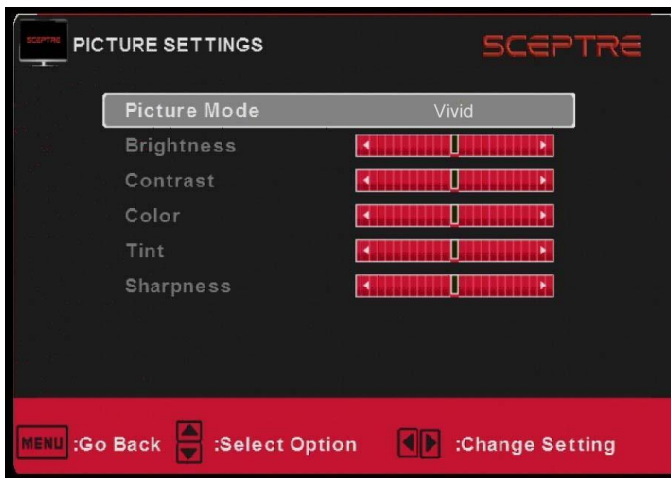 SCEPTRE PICTURE SETTINGS SCEPTRE
Picture Mode Vivid
Brightness
Contrast
Color
Tint
Sharpness
MENU :Go Back :Select Option :Change Setting